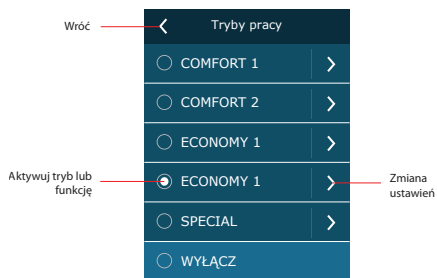 Wróć
Tryby pracy
COMFORT 1
COMFORT 2
ECONOMY 1
Aktywuj tryb lub
funkcję
ECONOMY 1
Zmiana
ustawień
SPECIAL
WYŁĄCZ